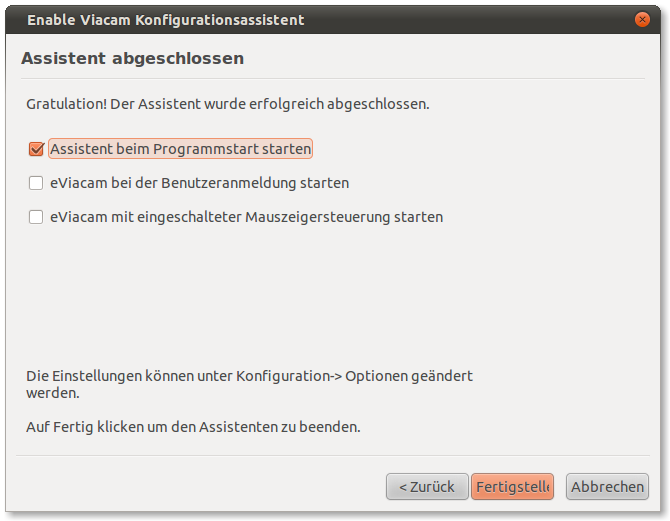 Enable Viacam Konfigurationsassistent
Assistent abgeschlossen
Gratulation! Der Assistent wurde erfolgreich abgeschlossen.
Assistent beim Programmstart starten
eViacam bei der Benutzeranmeldung starten
eViacam mit eingeschalteter Mauszeigersteuerung starten
Die Einstellungen können unter Konfiguration-> Optionen geändert
werden.
Auf Fertig klicken um den Assistenten zu beenden.
< Zurück Fertigstelle Abbrechen